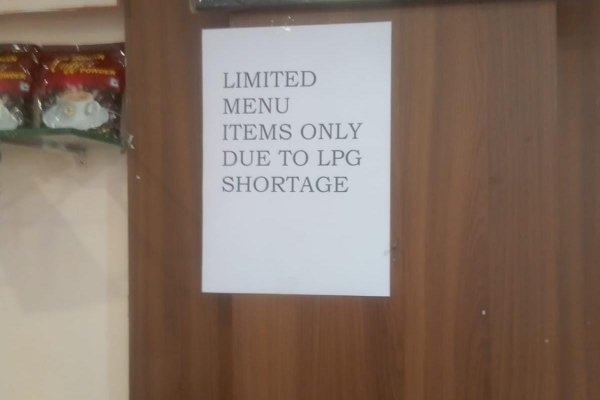 LIMITED
MENU
ITEMS ONLY
DUE TO LPG
SHORTAGE